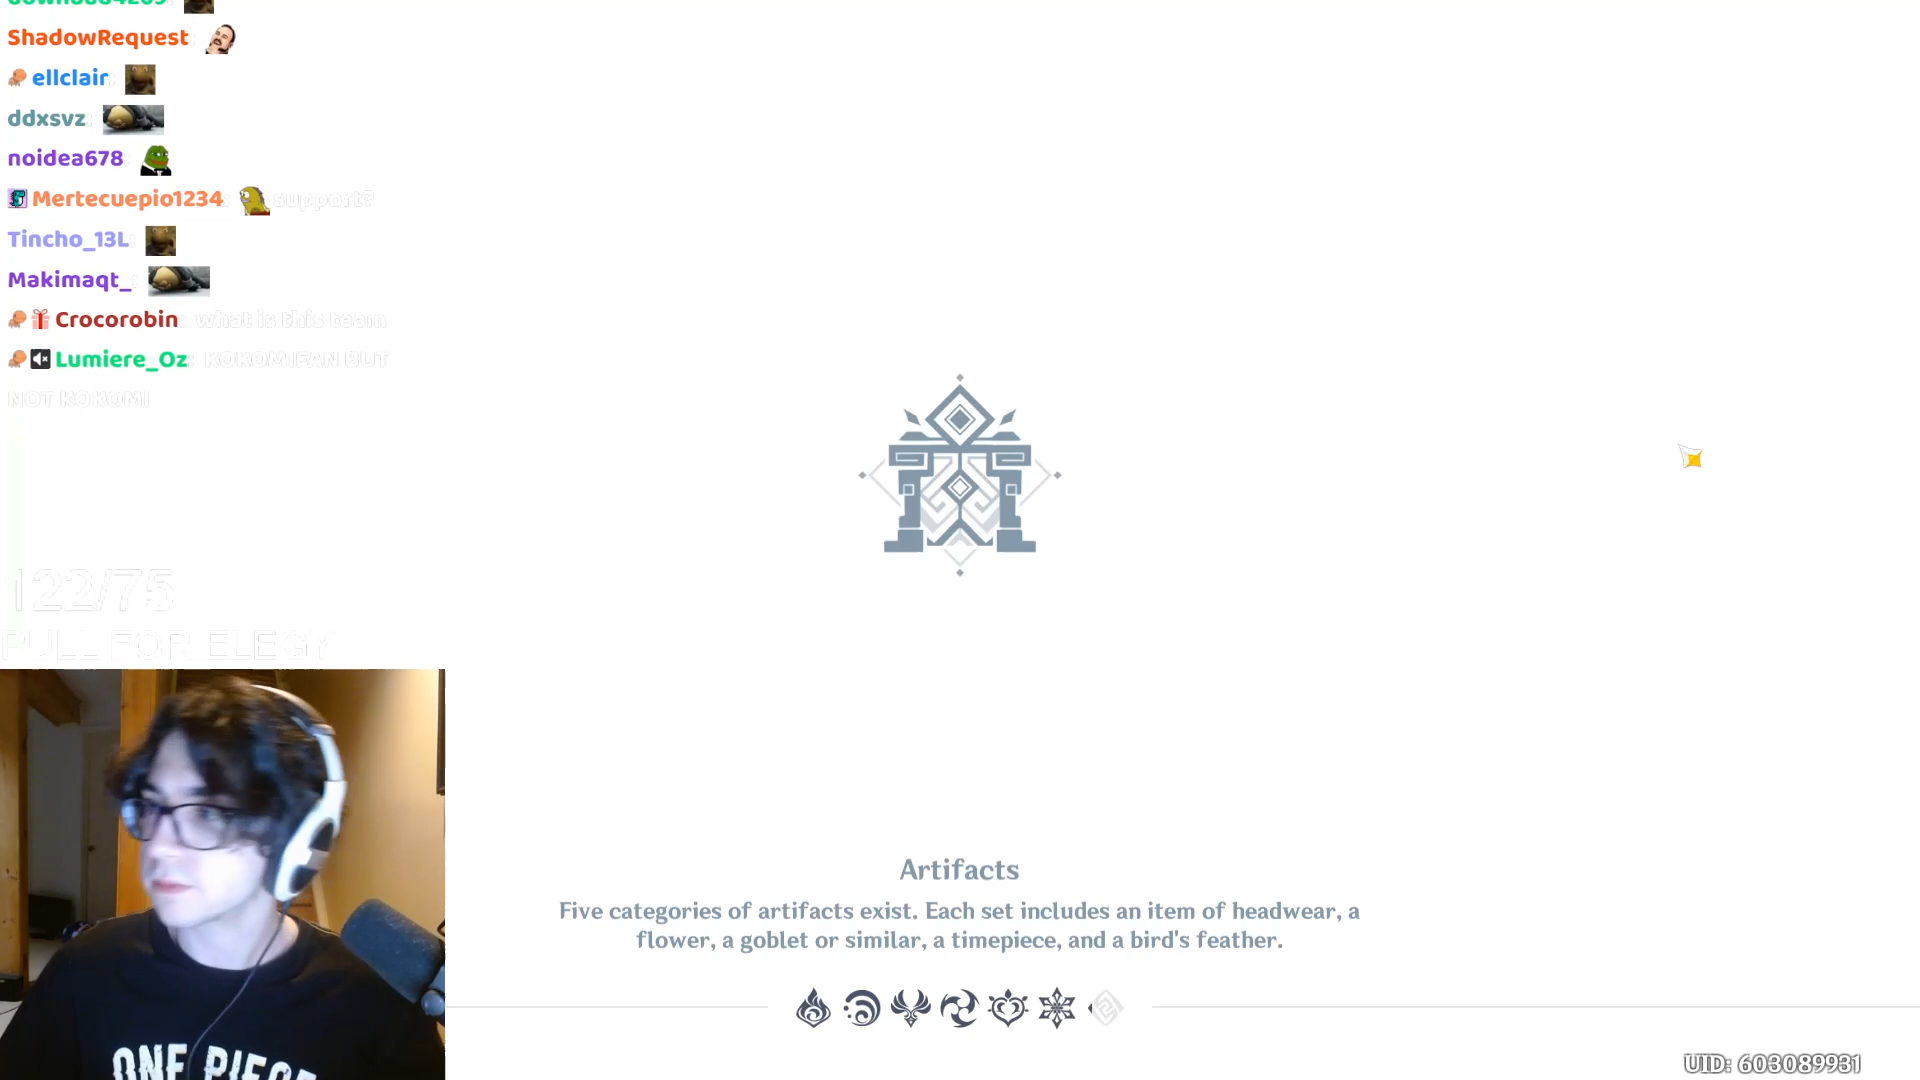 ShadowRequest
ellclair
ddxsvz
noidea678
Mertecuepio1234: support?
Tincho_13L
Makimaqt_
Crocorobin: what is this team
Lumiere_Oz: KOKOMIFAN BUT
NOT KOKOMI
122/75
PULL FOR ELEGY
ONE PIECE
Artifacts
Five categories of artifacts exist. Each set includes an item of headwear, a
flower, a goblet or similar, a timepiece, and a bird's feather.
UID: 603089931